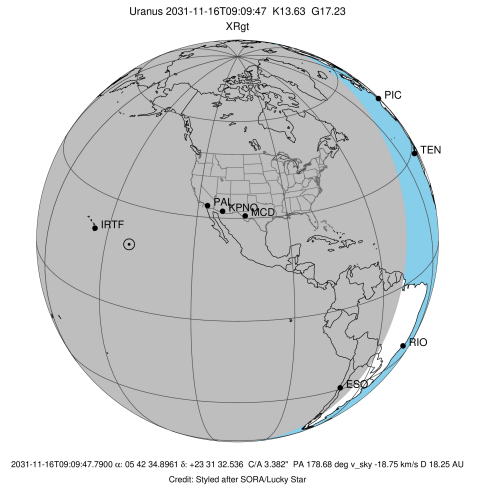 Uranus 2031-11-16T09:09:47 K13.63 G17.23
XRgt
PIC
TEN
PAL
KPNO
MCD
IRTF
RIO
ESO
2031-11-16T09:09:47.7900 α: 05 42 34.8961 δ: +23 31 32.536 C/A 3.382" PA 178.68 deg v_sky -18.75 km/s D 18.25 AU
Credit: Styled after SORA/Lucky Star